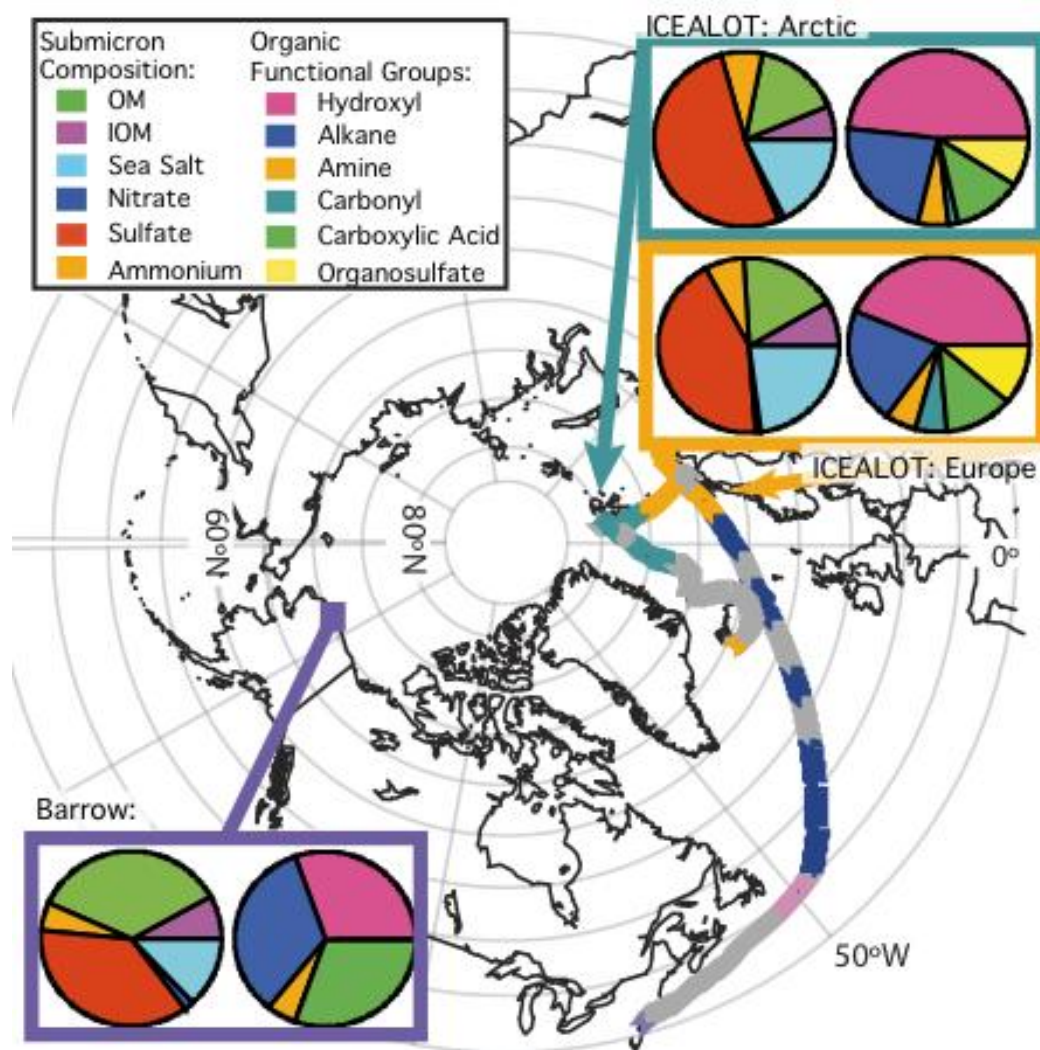 ICEALOT: Arctic
Submicron
Composition:
OM
IOM
Sea Salt
Nitrate
Sulfate
Ammonium
Organic
Functional Groups:
Hydroxyl
Alkane
Amine
Carbonyl
Carboxylic Acid
Organosulfate
ICEALOT: Europe
60°N
80°N
0°
Barrow:
50°W